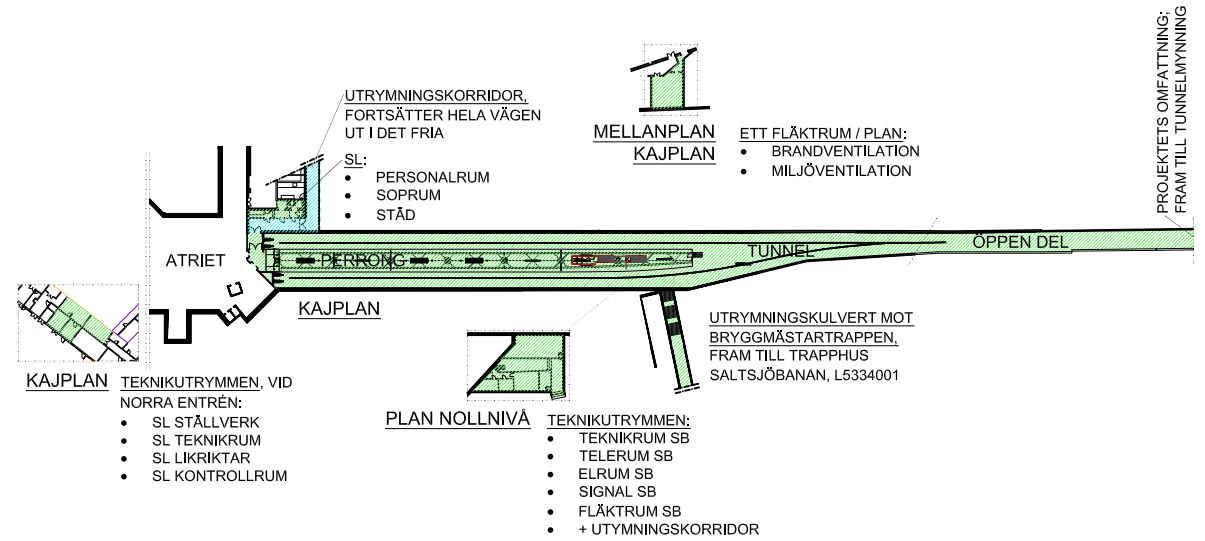 PROJEKTETS OMFATTNING;
FRAM TILL TUNNELMYNNING
UTRYMNINGSKORRIDOR,
FORTSÄTTER HELA VÄGEN
UT I DET FRIA
SL:
• PERSONALRUM
• SOPRUM
• STÄD
MELLANPLAN
KAJPLAN
ETT FLÄKTRUM / PLAN:
• BRANDVENTILATION
• MILJÖVENTILATION
ATRIET
PERRONG
TUNNEL
ÖPPEN DEL
KAJPLAN
KAJPLAN
TEKNIKUTRYMMEN, VID
NORRA ENTRÉN:
• SL STÄLLVERK
• SL TEKNIKRUM
• SL LIKRIKTAR
• SL KONTROLLRUM
PLAN NOLLNIVÅ
TEKNIKUTRYMMEN:
• TEKNIKRUM SB
• TELERUM SB
• ELRUM SB
• SIGNAL SB
• FLÄKTRUM SB
• + UTYMNINGSKORRIDOR
UTRYMNINGSKULVERT MOT
BRYGGMÄSTARTRAPPEN,
FRAM TILL TRAPPHUS
SALTSJÖBANAN, L5334001